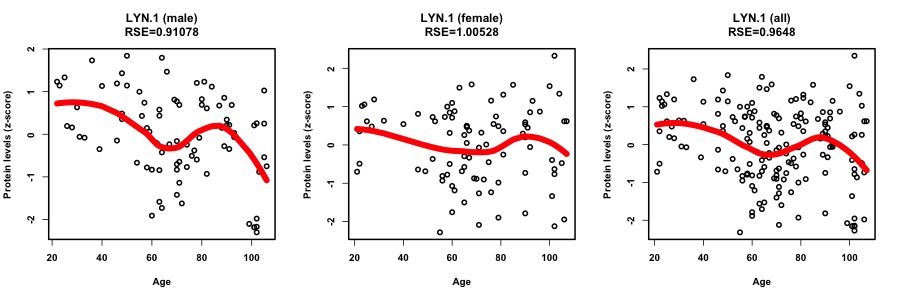 LYN.1 (male)
RSE=0.91078
Protein levels (z-score)
2
1
0
-1
-2
20
40
60
80
100
Age
LYN.1 (female)
RSE=1.00528
Protein levels (z-score)
2
1
0
-1
-2
20
40
60
80
100
Age
LYN.1 (all)
RSE=0.9648
Protein levels (z-score)
2
1
0
-1
-2
20
40
60
80
100
Age